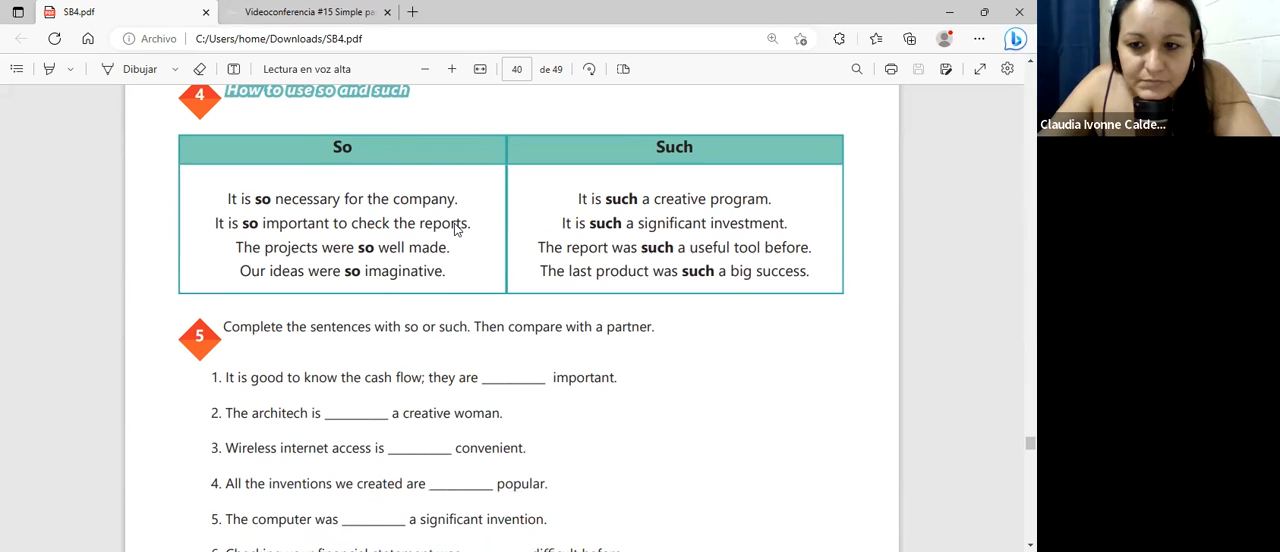 SB4.pdf
Videoconferencia #15 Simple pa
Archivo C:/Users/home/Downloads/SB4.pdf
Dibujar Lectura en voz alta 40 de 49
4 How to use so and such
So Such
It is so necessary for the company. It is such a creative program.
It is so important to check the reports. It is such a significant investment.
The projects were so well made. The report was such a useful tool before.
Our ideas were so imaginative. The last product was such a big success.
5 Complete the sentences with so or such. Then compare with a partner.
1. It is good to know the cash flow; they are _________ important.
2. The architech is _________ a creative woman.
3. Wireless internet access is _________ convenient.
4. All the inventions we created are _________ popular.
5. The computer was _________ a significant invention.
Claudia Ivonne Calde...